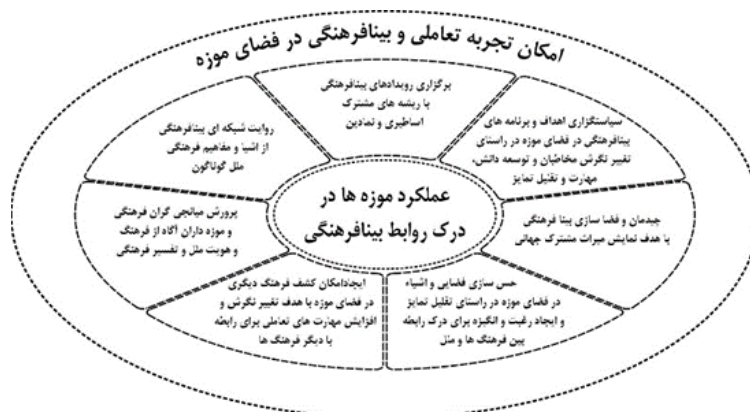 امکان تجربه تعاملی و بینافرهنگی در فضای موزه
برگزاری رویدادهای بینافرهنگی
با ریشه های مشترک
اساطیری و نمادین
سیاستگزاری اهداف و برنامه های
بینافرهنگی در فضای موزه در راستای
تغییر نگرش مخاطبان و توسعه دانش،
مهارت و تقلیل تمایز
چیدمان و فضا سازی بینا فرهنگی
با هدف نمایش میراث مشترک جهانی
حس سازی فضایی و اشیاء
در فضای موزه در راستای تقلیل تمایز
و ایجاد رغبت و انگیزه برای درک رابطه
بین فرهنگ ها و ملل
ایجادامکان کشف فرهنگ دیگری
در فضای موزه با هدف تغییر نگرش و
افزایش مهارت های تعاملی برای رابطه
با دیگر فرهنگ ها
پرورش میانجی گران فرهنگی
و موزه داران آگاه از فرهنگ
و هویت ملل و تفسیر فرهنگی
روایت شبکه ای بینافرهنگی
از اشیا و مفاهیم فرهنگی
ملل گوناگون
عملکرد موزه ها در
درک روابط بینافرهنگی